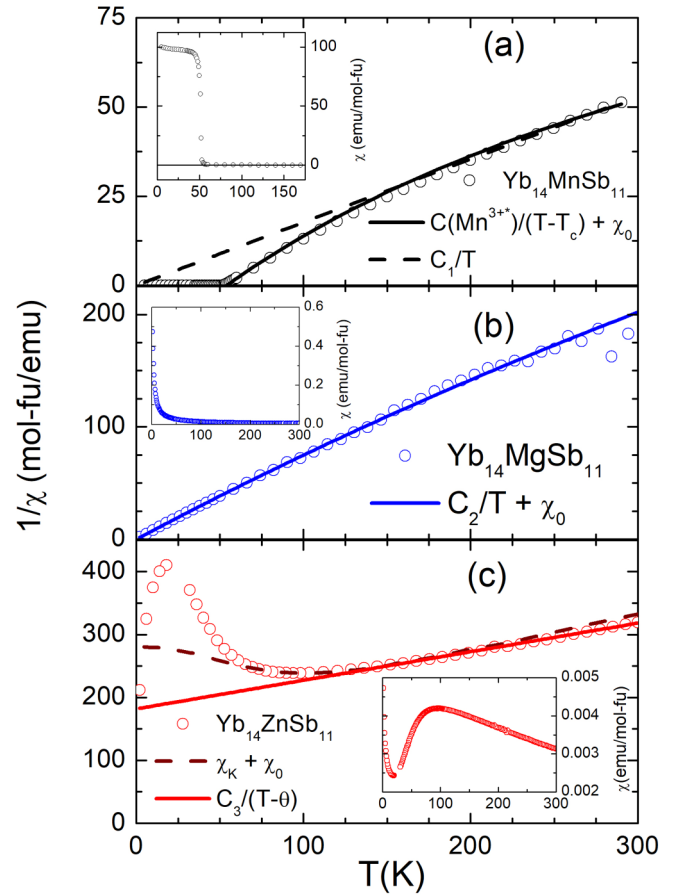 75
50
25
0
100
75
50
25
0
χ (emu/mol-fu)
0 50 100 150
(a)
Yb14MnSb11
C(Mn3+*)/(T-Tc) + χ0
C1/T
200
100
0
0.6
0.4
0.2
0.0
χ (emu/mol-fu)
0 100 200 300
(b)
Yb14MgSb11
C2/T + χ0
1/χ (mol-fu/emu)
400
300
200
100
0
(c)
Yb14ZnSb11
χK + χ0
C3/(T-θ)
0.005
0.004
0.003
0.002
χ(emu/mol-fu)
0 100 200 300
0 100 200 300
T(K)